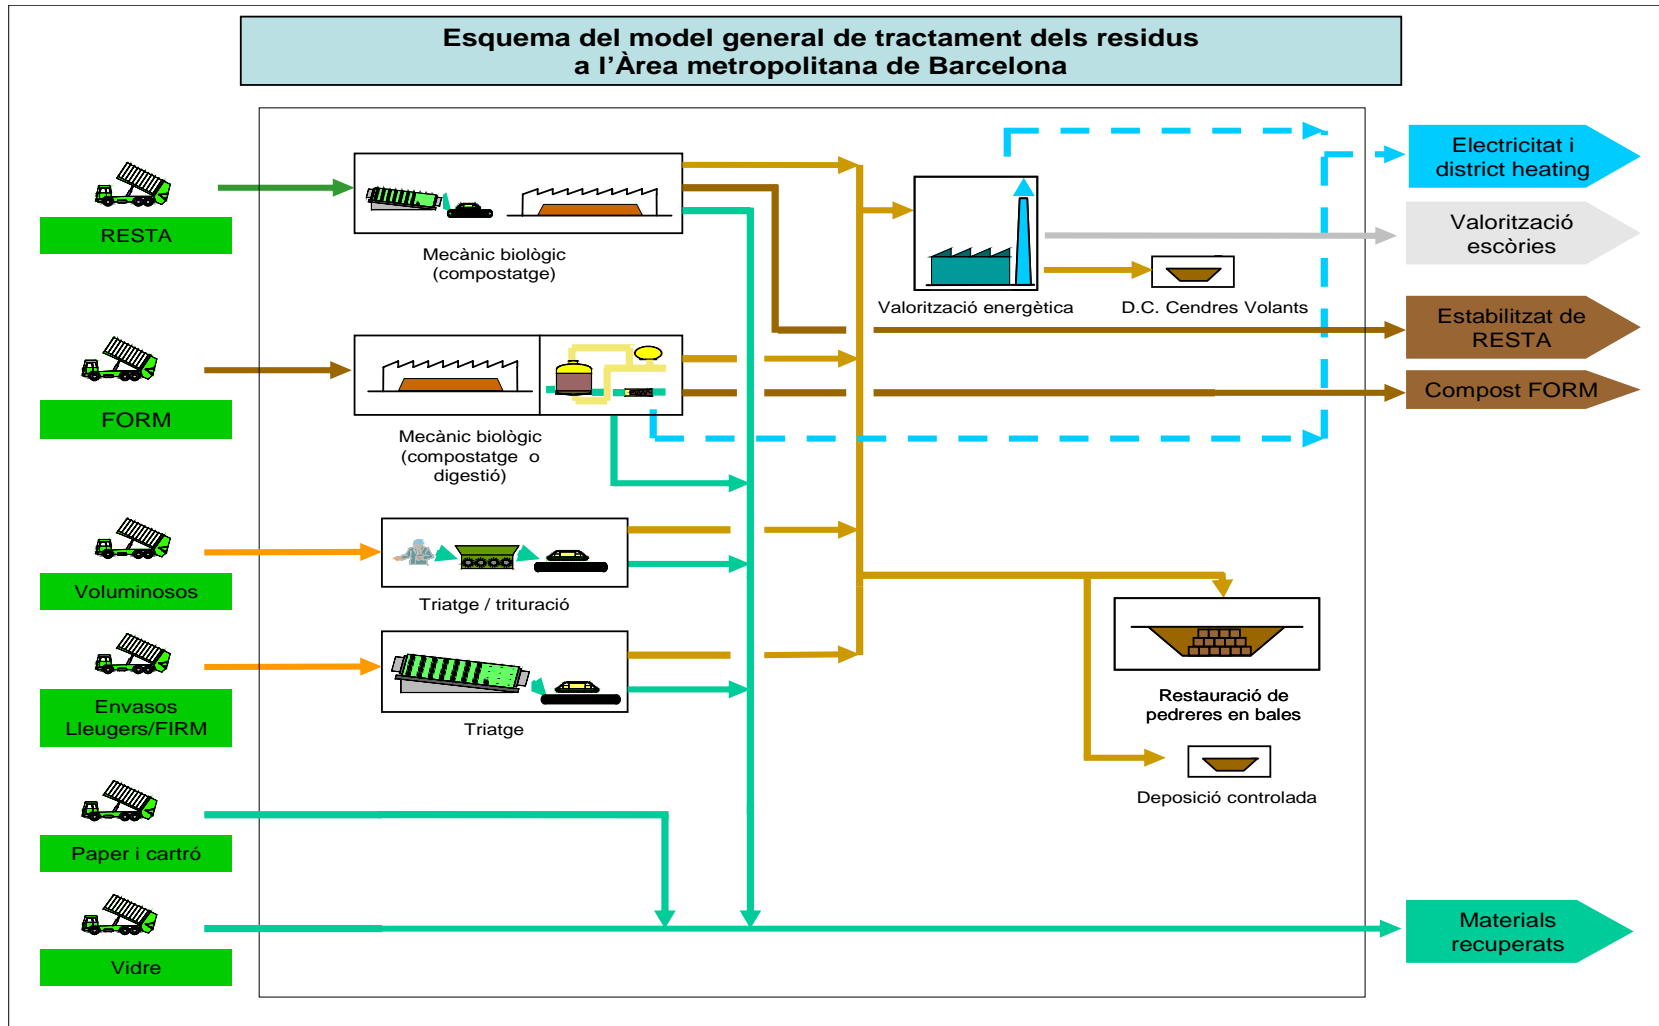 Esquema del model general de tractament dels residus
a l'Àrea metropolitana de Barcelona
RESTA
Mecànic biològic
(compostatge)
Valorització energètica
D.C. Cendres Volants
Electricitat i
district heating
Valorització
escòries
Estabilitzat de
RESTA
Compost FORM
FORM
Mecànic biològic
(compostatge o
digestió)
Voluminosos
Triatge / trituració
Envasos
Lleugers/FIRM
Triatge
Restauració de
pedreres en bales
Deposició controlada
Paper i cartró
Vidre
Materials
recuperats